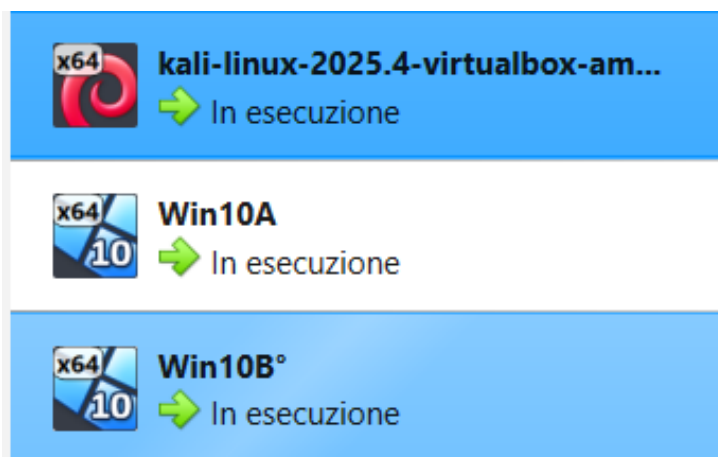 x64
kali-linux-2025.4-virtualbox-am...
In esecuzione
x64
10
Win10A
In esecuzione
x64
10
Win10B°
In esecuzione